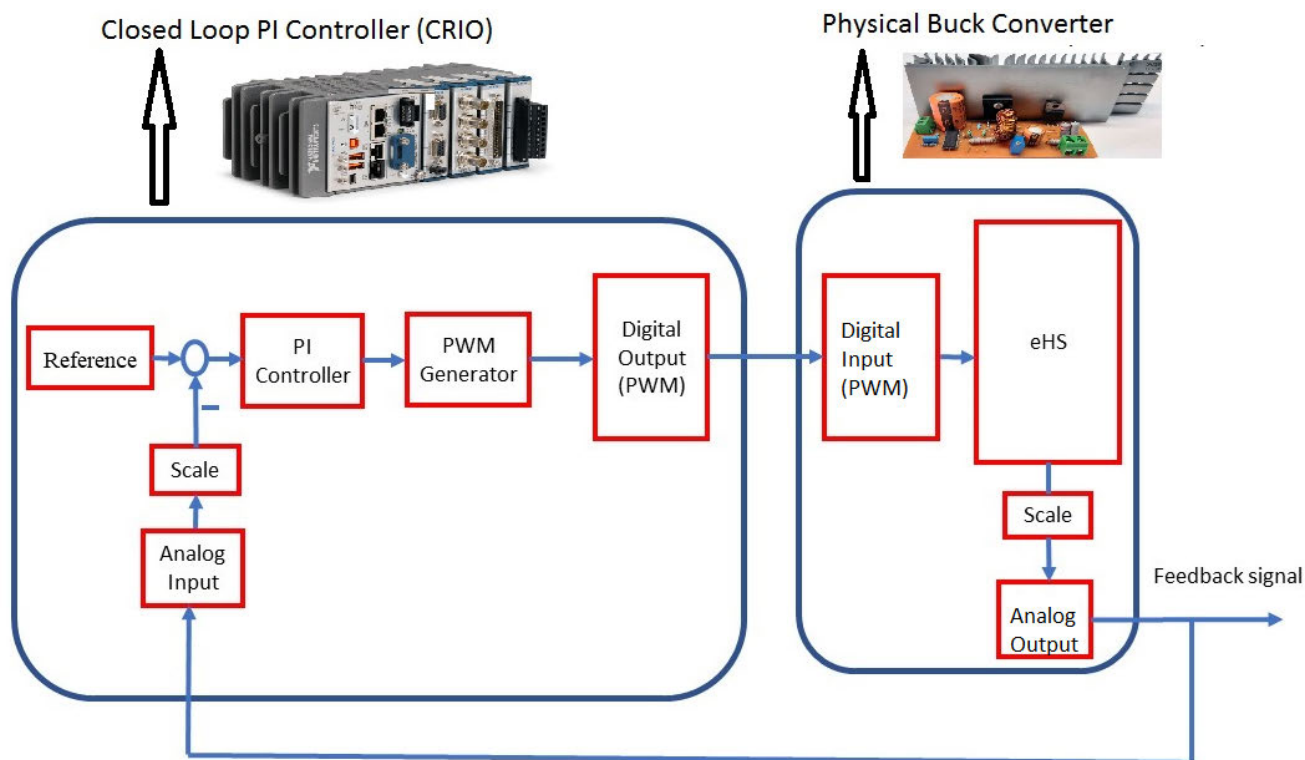 Closed Loop PI Controller (CRIO)
Physical Buck Converter
Reference
PI
Controller
PWM
Generator
Digital
Output
(PWM)
Scale
Analog
Input
Digital
Input
(PWM)
eHS
Scale
Analog
Output
Feedback signal